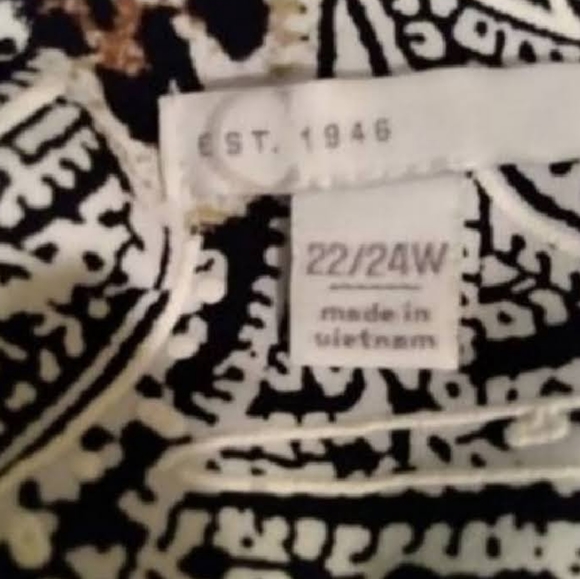 EST. 1946
22/24W
made in
vietnam